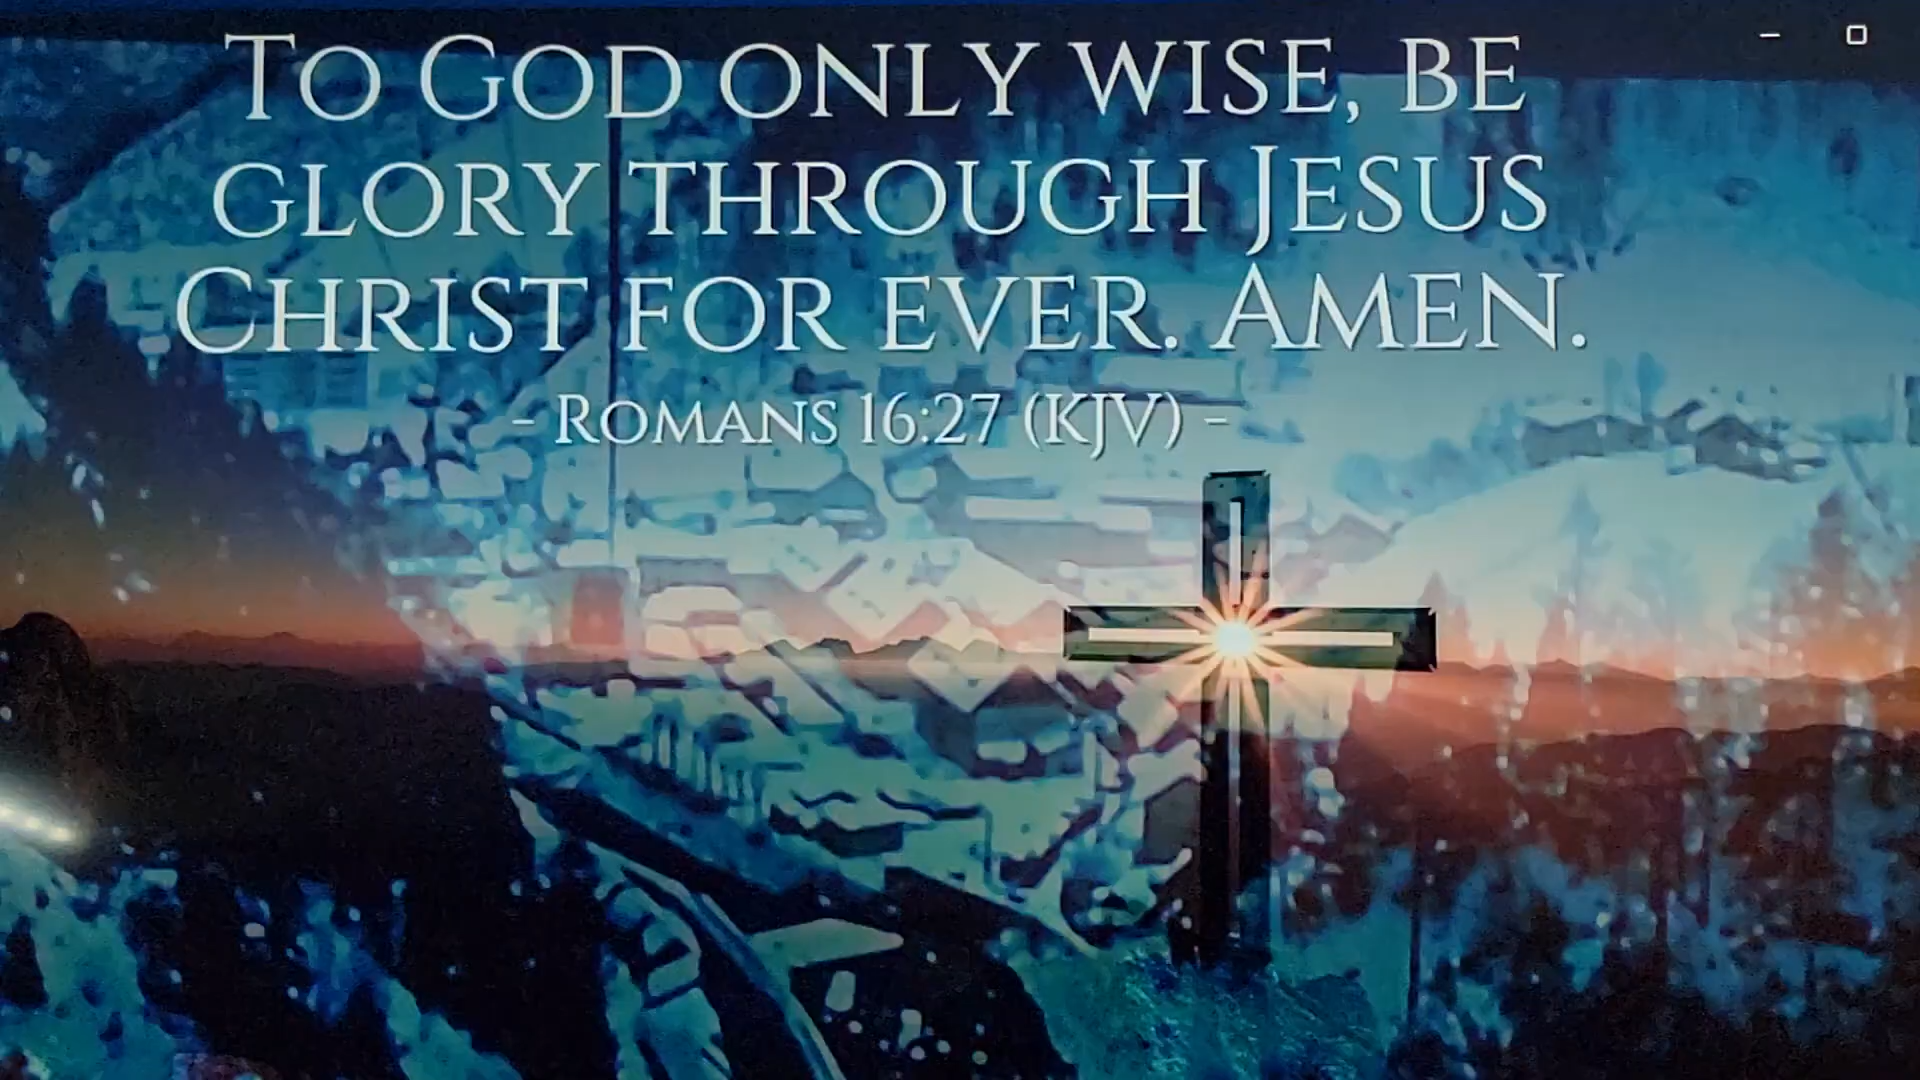 To God only wise, be
glory through Jesus
Christ for ever. Amen.
- Romans 16:27 (KJV) -